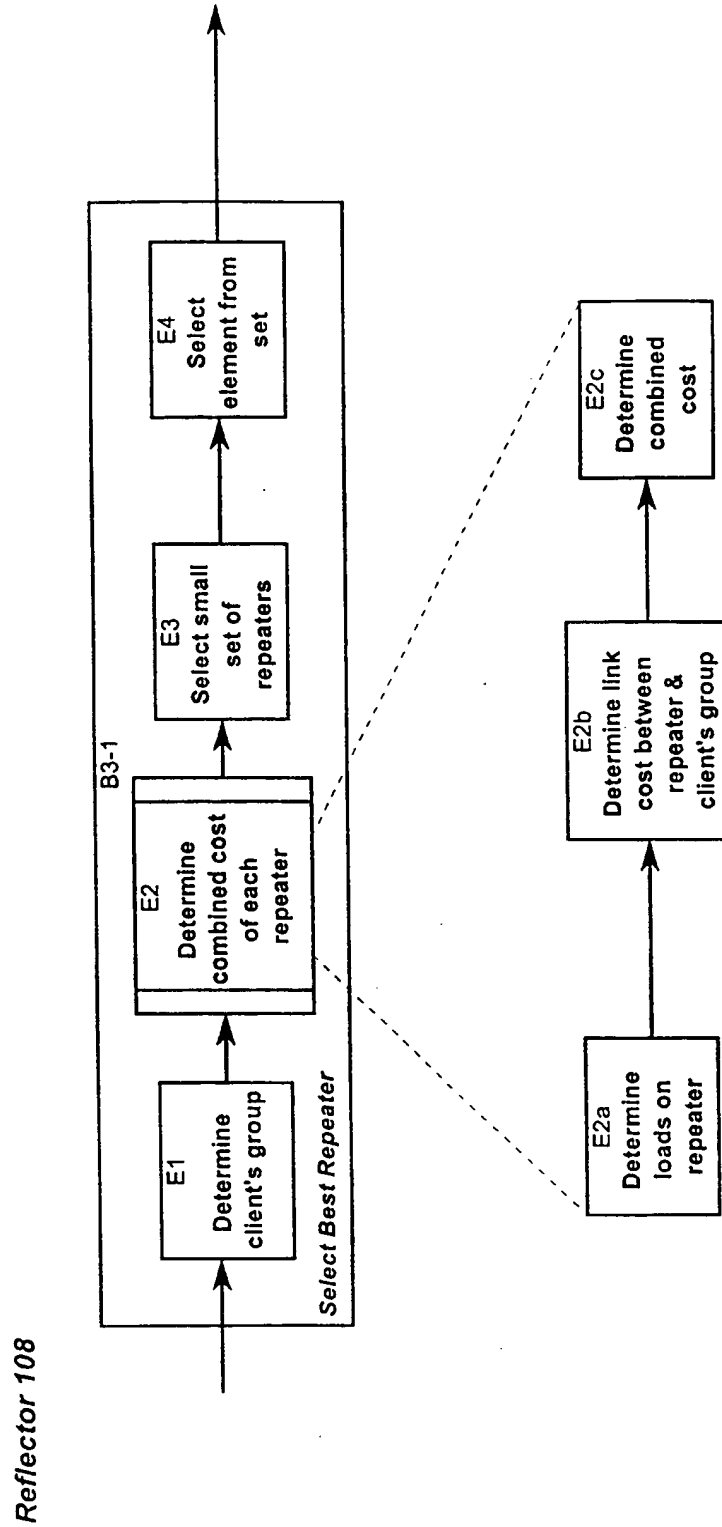 Reflector 108
B3-1
E1
Determine
client's group
E2
Determine
combined cost
of each
repeater
E3
Select small
set of
repeaters
E4
Select
element from
set
Select Best Repeater
E2a
Determine
loads on
repeater
E2b
Determine link
cost between
repeater &
client's group
E2c
Determine
combined
cost